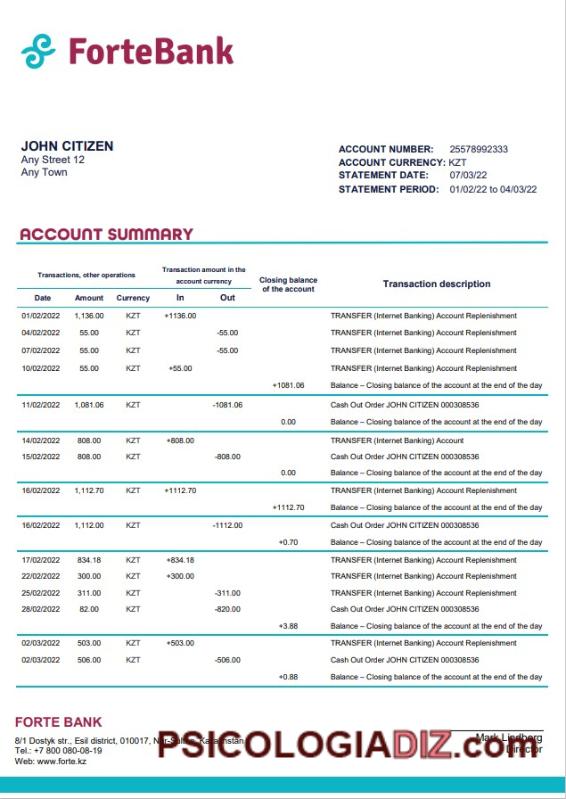 ForteBank
JOHN CITIZEN
Any Street 12
Any Town
ACCOUNT NUMBER: 25578992333
ACCOUNT CURRENCY: KZT
STATEMENT DATE: 07/03/22
STATEMENT PERIOD: 01/02/22 to 04/03/22
ACCOUNT SUMMARY
Transactions, other operations Transaction amount in the account currency Closing balance of the account Transaction description
Date Amount Currency In Out
01/02/2022 1,136.00 KZT +1136.00 TRANSFER (Internet Banking) Account Replenishment
04/02/2022 55.00 KZT -55.00 TRANSFER (Internet Banking) Account Replenishment
07/02/2022 55.00 KZT -55.00 TRANSFER (Internet Banking) Account Replenishment
10/02/2022 55.00 KZT +55.00 TRANSFER (Internet Banking) Account Replenishment
+1081.06 Balance – Closing balance of the account at the end of the day
11/02/2022 1,081.06 KZT -1081.06 Cash Out Order JOHN CITIZEN 000308536
0.00 Balance – Closing balance of the account at the end of the day
14/02/2022 808.00 KZT +808.00 TRANSFER (Internet Banking) Account
15/02/2022 808.00 KZT -808.00 Cash Out Order JOHN CITIZEN 000308536
0.00 Balance – Closing balance of the account at the end of the day
16/02/2022 1,112.70 KZT +1112.70 TRANSFER (Internet Banking) Account Replenishment
+1112.70 Balance – Closing balance of the account at the end of the day
16/02/2022 1,112.00 KZT -1112.00 Cash Out Order JOHN CITIZEN 000308536
+0.70 Balance – Closing balance of the account at the end of the day
17/02/2022 834.18 KZT +834.18 TRANSFER (Internet Banking) Account Replenishment
22/02/2022 300.00 KZT +300.00 TRANSFER (Internet Banking) Account Replenishment
25/02/2022 311.00 KZT -311.00 TRANSFER (Internet Banking) Account Replenishment
28/02/2022 82.00 KZT -820.00 Cash Out Order JOHN CITIZEN 000308536
+3.88 Balance – Closing balance of the account at the end of the day
02/03/2022 503.00 KZT +503.00 TRANSFER (Internet Banking) Account Replenishment
02/03/2022 506.00 KZT -506.00 Cash Out Order JOHN CITIZEN 000308536
+0.88 Balance – Closing balance of the account at the end of the day
FORTE BANK
8/1 Dostyk str., Esil district, 010017, Nur-Sultan, Kazakhstan
Tel.: +7 800 080-08-19
Web: www.forte.kz
Mark Lindberg
Director
PSICOLOGIADIZ.com